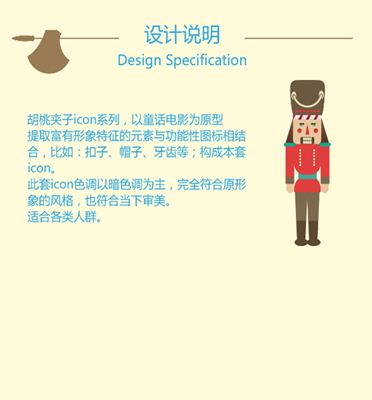 设计说明
Design Specification
胡桃夹子icon系列，以童话电影为原型
提取富有形象特征的元素与功能性图标相结
合，比如：扣子、帽子、牙齿等；构成本套
icon。
此套icon色调以暗色调为主，完全符合原形
象的风格，也符合当下审美。
适合各类人群。